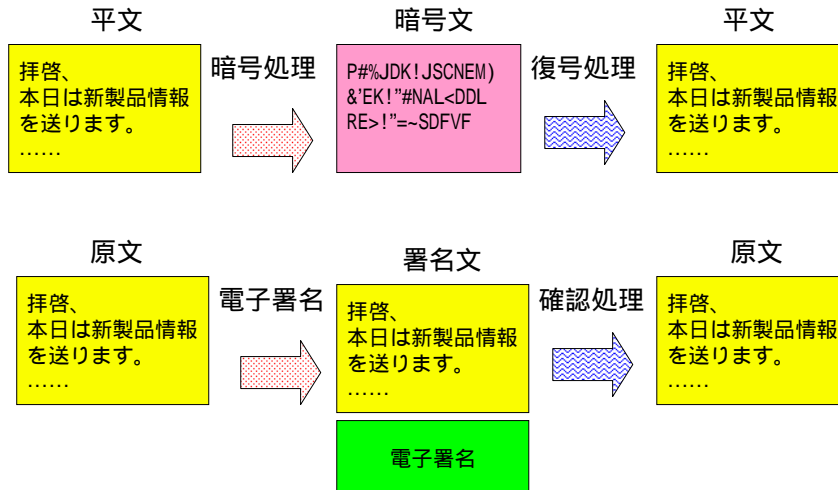 平文
暗号文
平文
拝啓、
本日は新製品情報
を送ります。
……
暗号処理
P#%JDK!JSCNEM)
&'EK!"#NAL<DDL
RE>!"=~SDFVF
復号処理
拝啓、
本日は新製品情報
を送ります。
……
原文
署名文
原文
拝啓、
本日は新製品情報
を送ります。
……
電子署名
拝啓、
本日は新製品情報
を送ります。
……
電子署名
確認処理
拝啓、
本日は新製品情報
を送ります。
……